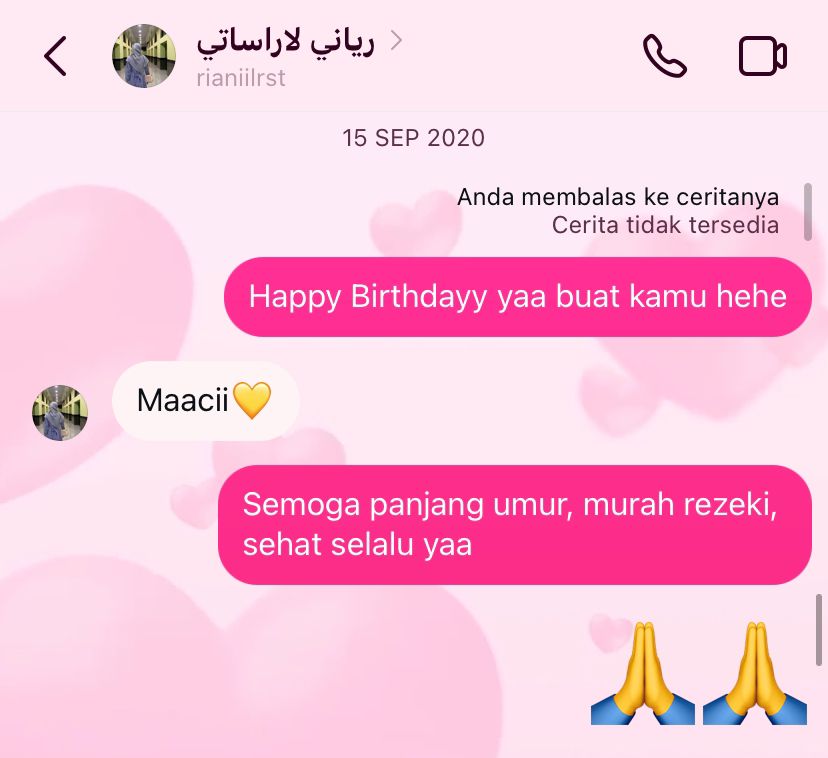 رياني لاراساتي
rianiilrst
15 SEP 2020
Anda membalas ke ceritanya
Cerita tidak tersedia
Happy Birthdayy yaa buat kamu hehe
Maacii💛
Semoga panjang umur, murah rezeki,
sehat selalu yaa
🙏🙏